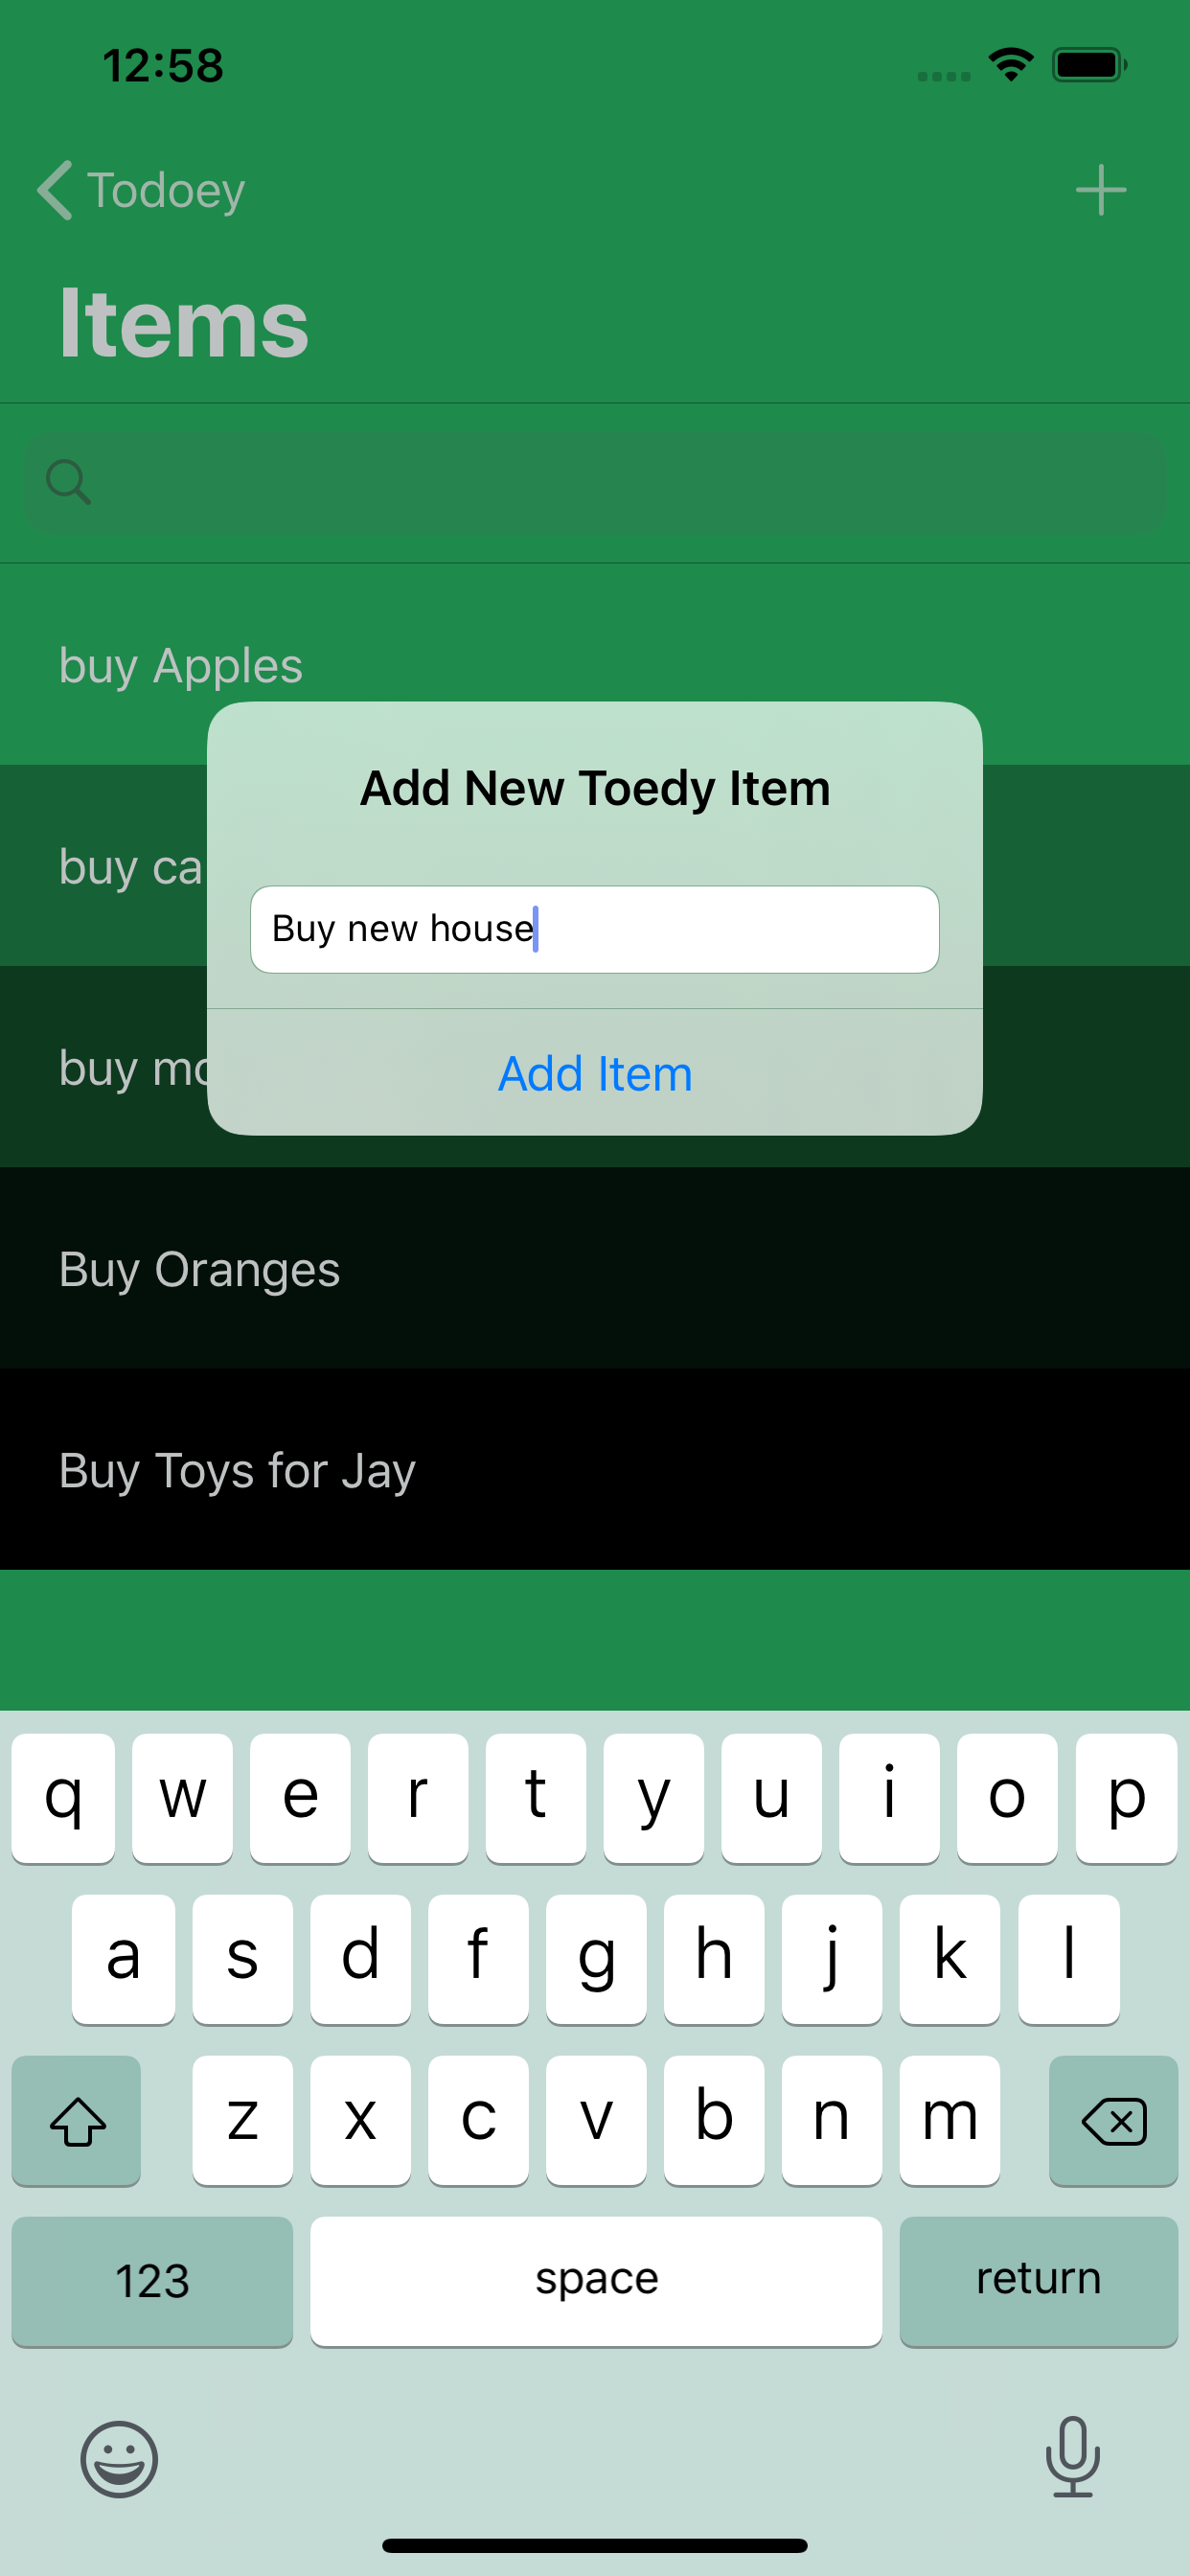 12:58
Todoey
Items
buy Apples
Add New Toedy Item
buy ca
Buy new house
buy mo
Add Item
Buy Oranges
Buy Toys for Jay
q w e r t y u i o p
a s d f g h j k l
z x c v b n m
123 space return